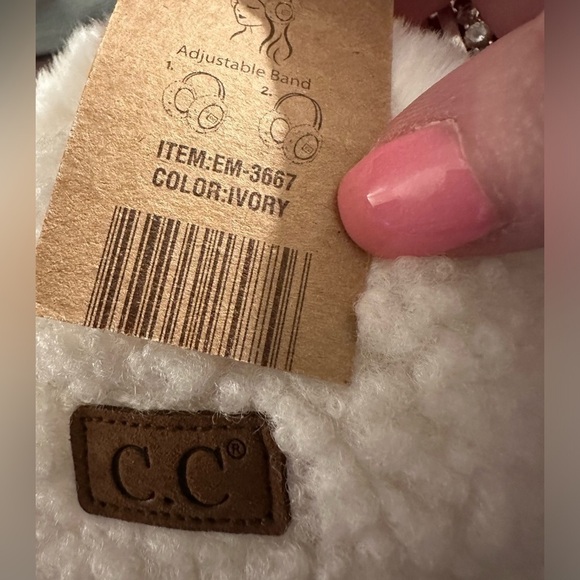 Adjustable Band
1. 2.
ITEM:EM-3667
COLOR:IVORY
C.C®